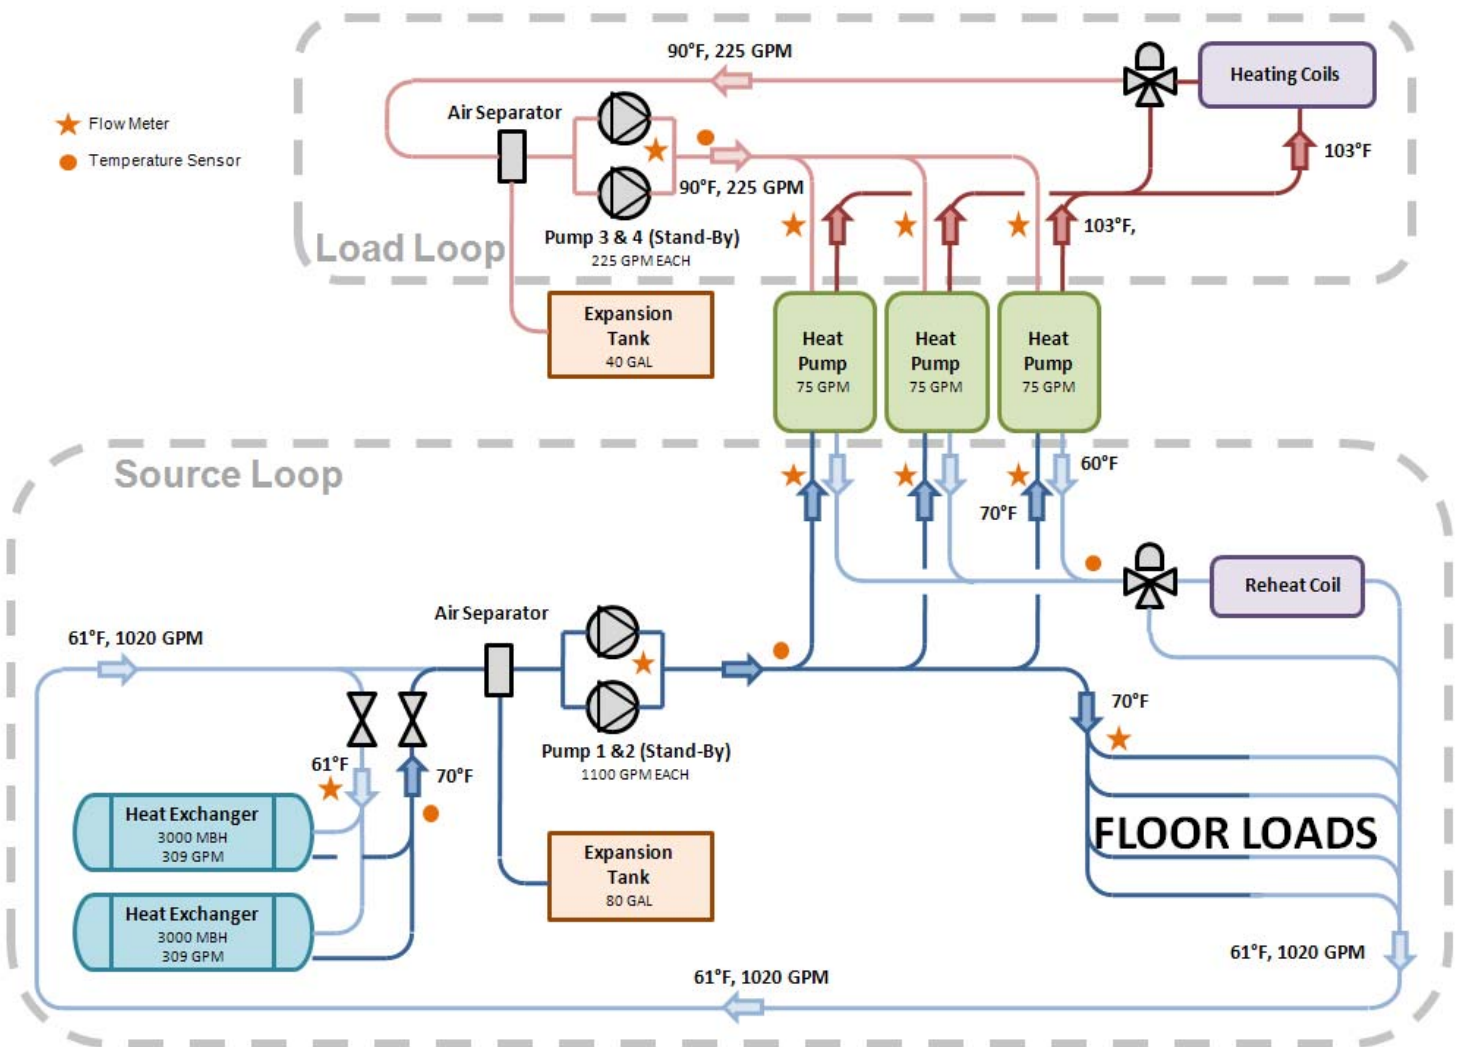 90°F, 225 GPM
Heating Coils
Air Separator
Flow Meter
Temperature Sensor
103°F
90°F, 225 GPM
103°F,
Pump 3 & 4 (Stand-By)
225 GPM EACH
Load Loop
Expansion
Tank
40 GAL
Heat
Pump
75 GPM
Heat
Pump
75 GPM
Heat
Pump
75 GPM
Source Loop
60°F
70°F
Reheat Coil
Air Separator
61°F, 1020 GPM
70°F
Pump 1 &2 (Stand-By)
1100 GPM EACH
61°F
70°F
Heat Exchanger
3000 MBH
309 GPM
FLOOR LOADS
Expansion
Tank
80 GAL
Heat Exchanger
3000 MBH
309 GPM
61°F, 1020 GPM
61°F, 1020 GPM